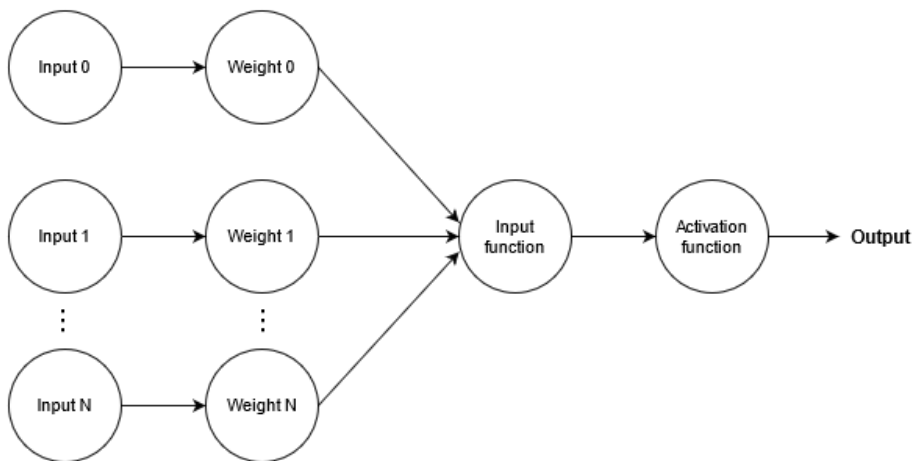 Input 0
Weight 0
Input 1
Weight 1
Input
function
Activation
function
Output
Input N
Weight N